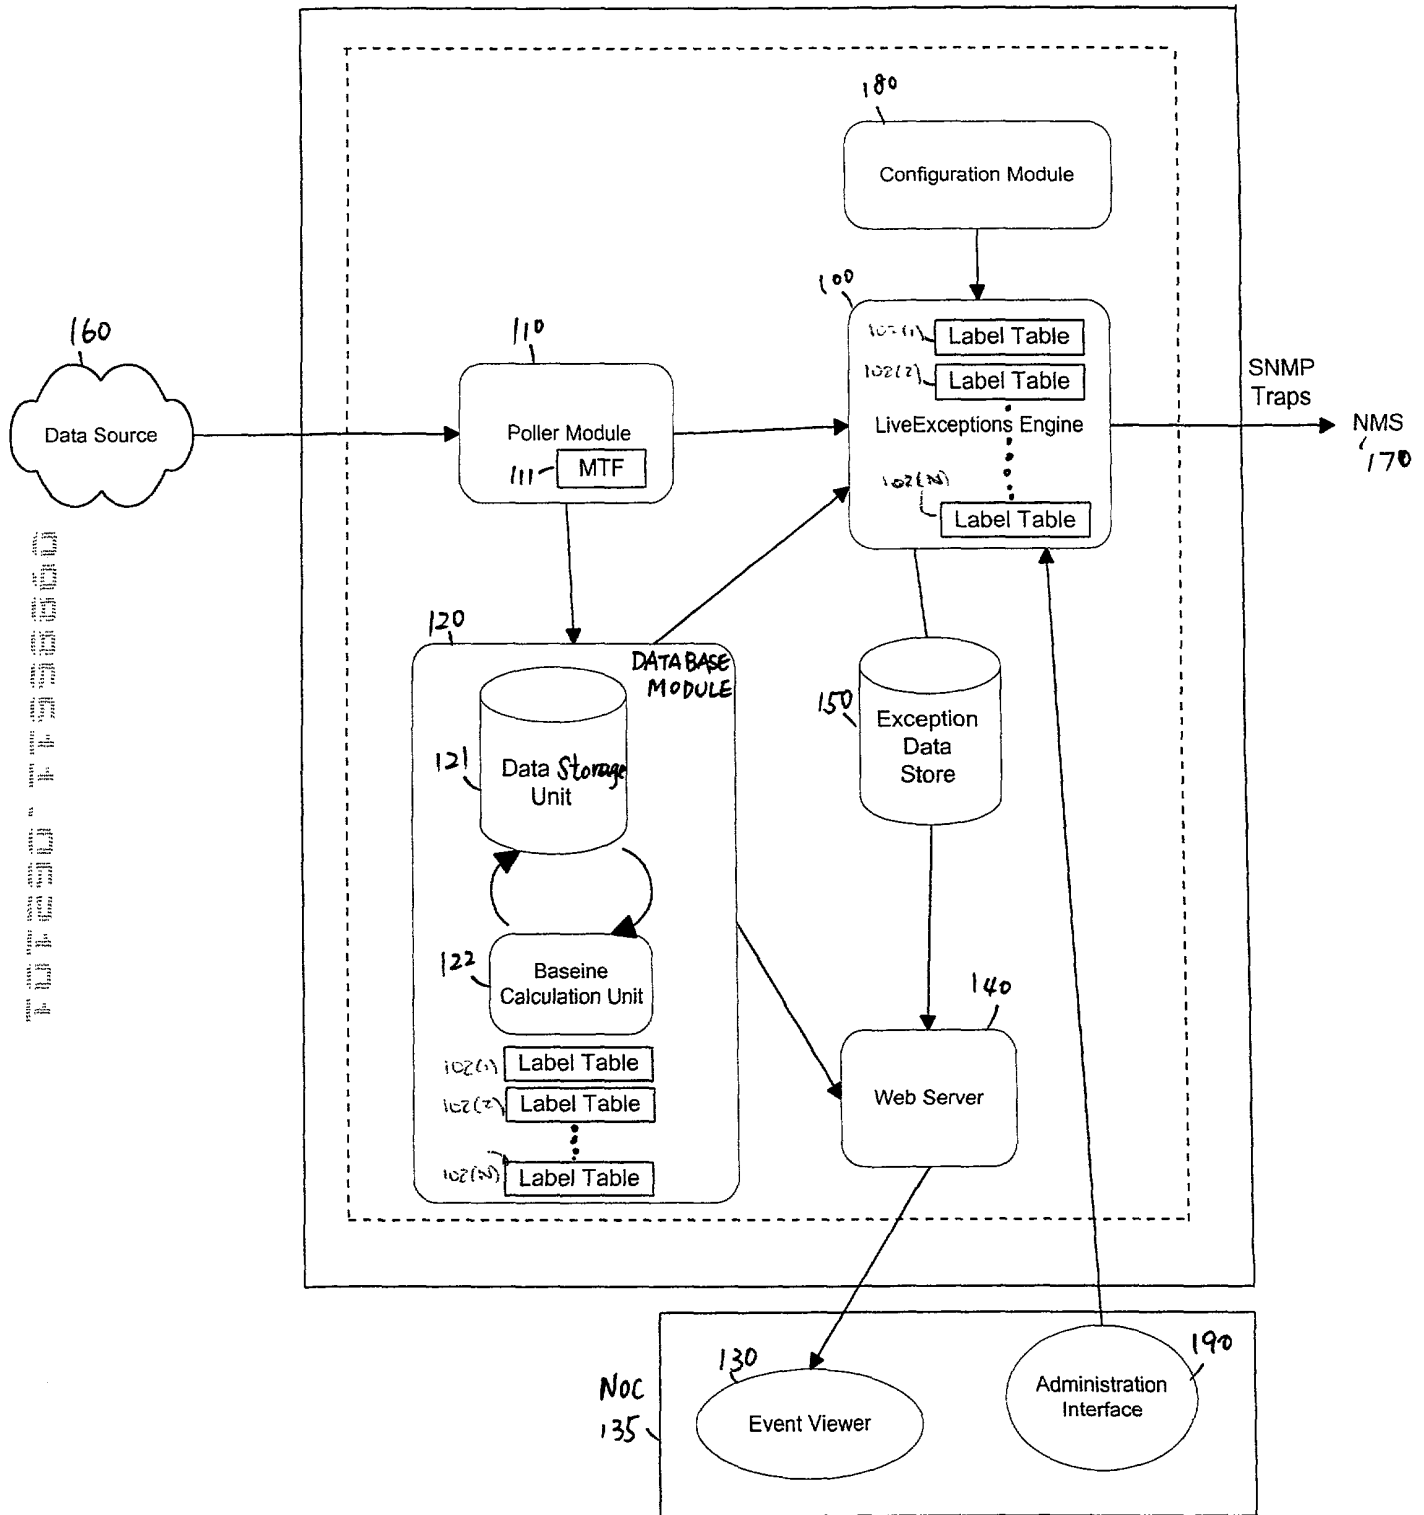 180
Configuration Module
100
160
110
102(1)
Label Table
102(2)
Label Table
SNMP
Traps
Data Source
Poller Module
LiveExceptions Engine
NMS
170
111
MTF
102(N)
Label Table
120
DATABASE
MODULE
150
Exception
Data
Store
121
Data Storage
Unit
122
Baseine
Calculation Unit
140
102(1)
Label Table
102(2)
Label Table
Web Server
102(N)
Label Table
130
190
NOC
135
Event Viewer
Administration
Interface